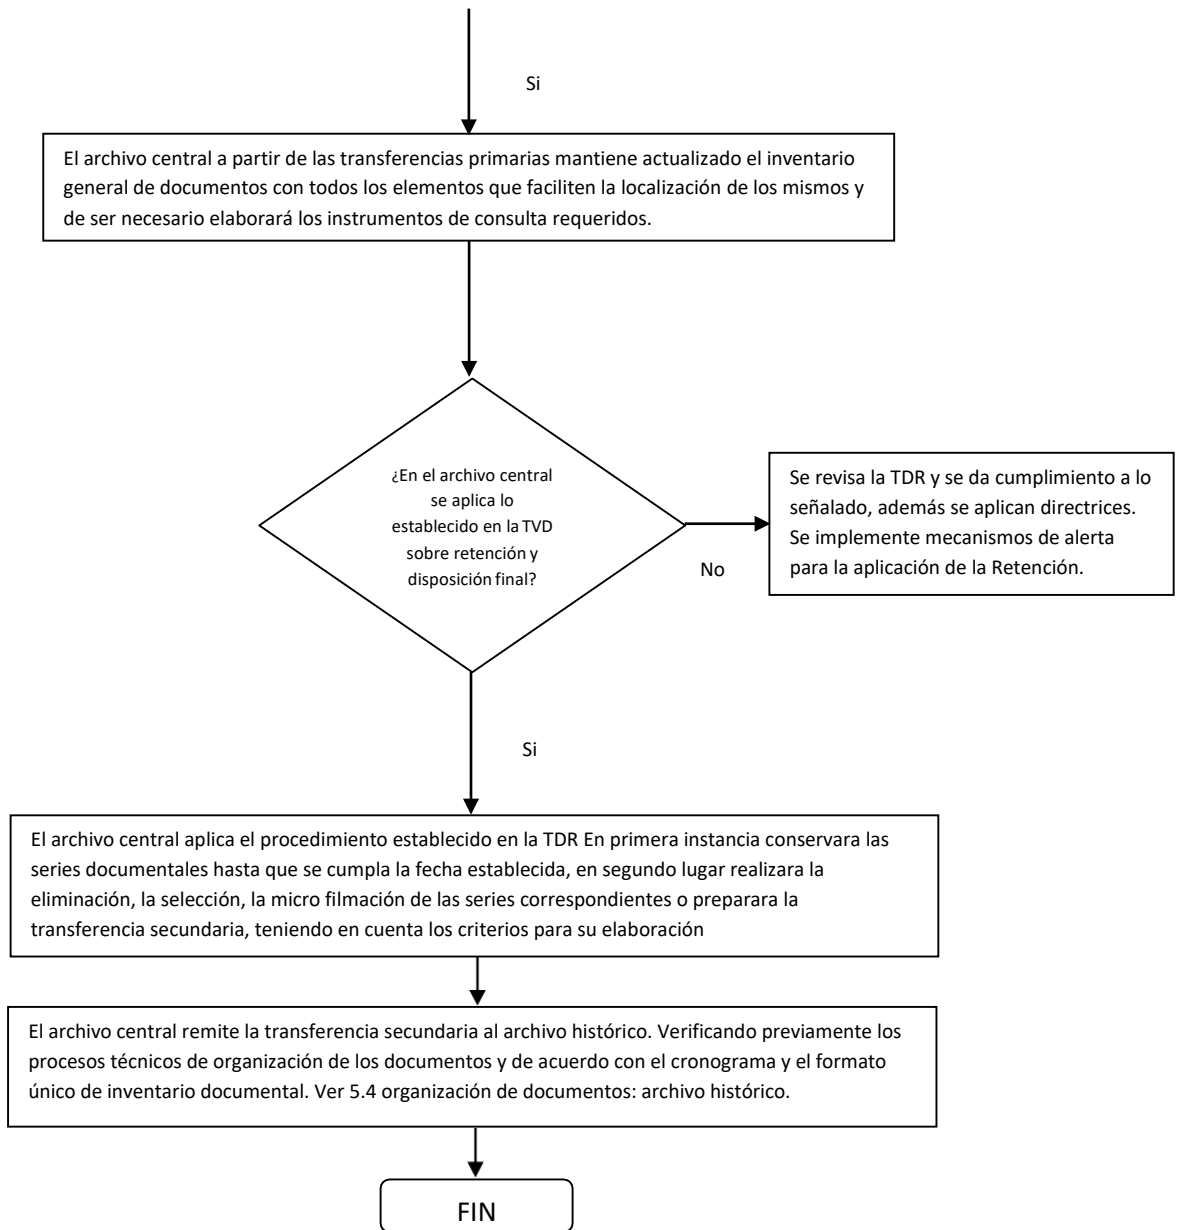 Si
El archivo central a partir de las transferencias primarias mantiene actualizado el inventario
general de documentos con todos los elementos que faciliten la localización de los mismos y
de ser necesario elaborará los instrumentos de consulta requeridos.
¿En el archivo central
se aplica lo
establecido en la TVD
sobre retención y
disposición final?
No
Se revisa la TDR y se da cumplimiento a lo
señalado, además se aplican directrices.
Se implemente mecanismos de alerta
para la aplicación de la Retención.
Si
El archivo central aplica el procedimiento establecido en la TDR En primera instancia conservara las
series documentales hasta que se cumpla la fecha establecida, en segundo lugar realizara la
eliminación, la selección, la micro filmación de las series correspondientes o preparara la
transferencia secundaria, teniendo en cuenta los criterios para su elaboración
El archivo central remite la transferencia secundaria al archivo histórico. Verificando previamente los
procesos técnicos de organización de los documentos y de acuerdo con el cronograma y el formato
único de inventario documental. Ver 5.4 organización de documentos: archivo histórico.
FIN